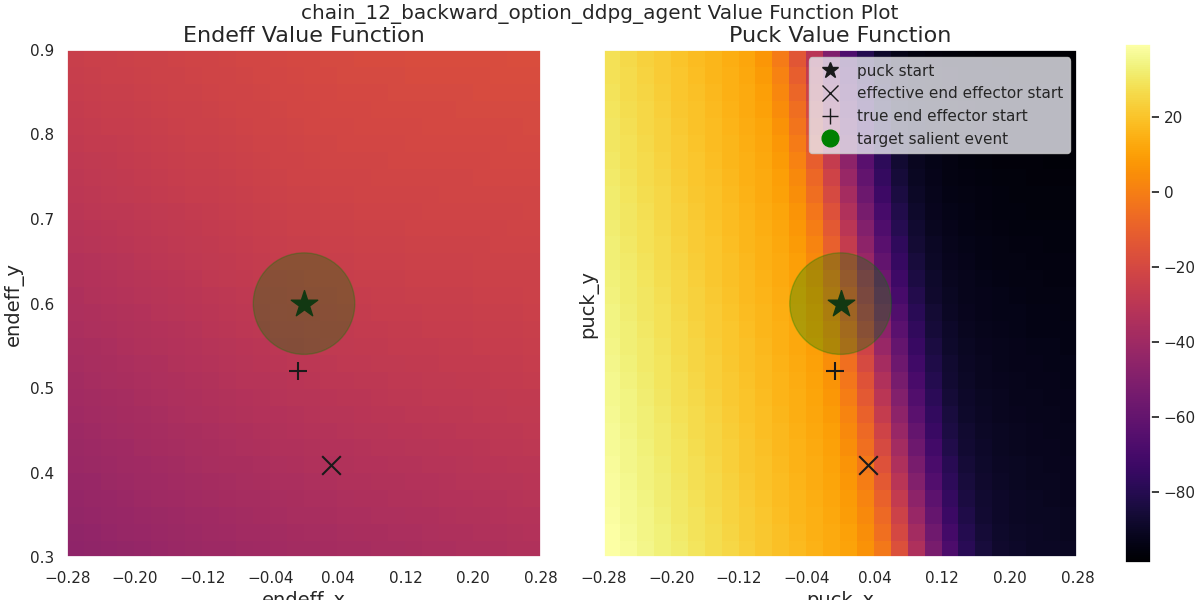 chain_12_backward_option_ddpg_agent Value Function Plot
Endeff Value Function
Puck Value Function
0.9
0.8
0.7
0.6
0.5
0.4
0.3
endeff_y
−0.28 −0.20 −0.12 −0.04 0.04 0.12 0.20 0.28
endeff_x
puck_y
puck start
effective end effector start
true end effector start
target salient event
−0.28 −0.20 −0.12 −0.04 0.04 0.12 0.20 0.28
puck_x
20
0
−20
−40
−60
−80